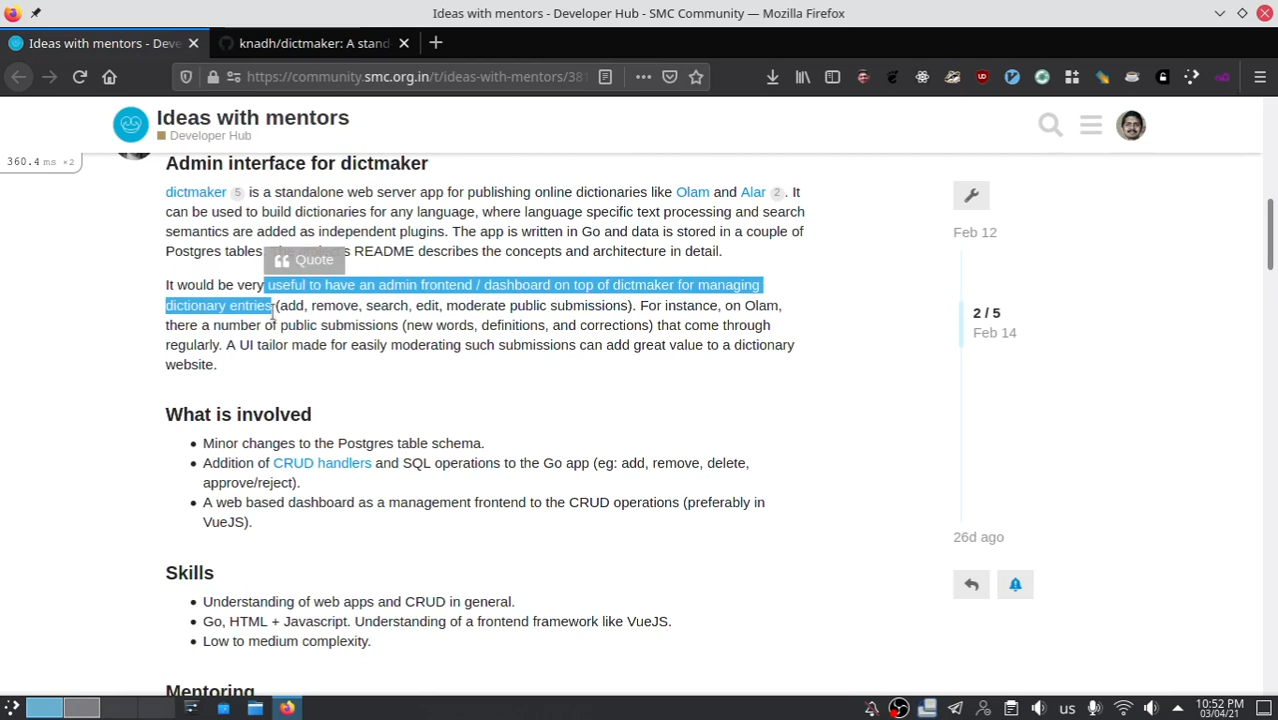 Ideas with mentors - Developer Hub - SMC Community — Mozilla Firefox
Ideas with mentors - Deve
knadh/dictmaker: A stand
https://community.smc.org.in/t/ideas-with-mentors/381
Ideas with mentors
Developer Hub
360.4 ms ×2
Admin interface for dictmaker
dictmaker 5 is a standalone web server app for publishing online dictionaries like Olam and Alar 2 . It
can be used to build dictionaries for any language, where language specific text processing and search
semantics are added as independent plugins. The app is written in Go and data is stored in a couple of
Postgres tables README describes the concepts and architecture in detail.
Quote
It would be very useful to have an admin frontend / dashboard on top of dictmaker for managing
dictionary entries (add, remove, search, edit, moderate public submissions). For instance, on Olam,
there a number of public submissions (new words, definitions, and corrections) that come through
regularly. A UI tailor made for easily moderating such submissions can add great value to a dictionary
website.
Feb 12
2 / 5
Feb 14
26d ago
What is involved
Minor changes to the Postgres table schema.
Addition of CRUD handlers and SQL operations to the Go app (eg: add, remove, delete,
approve/reject).
A web based dashboard as a management frontend to the CRUD operations (preferably in
VueJS).
Skills
Understanding of web apps and CRUD in general.
Go, HTML + Javascript. Understanding of a frontend framework like VueJS.
Low to medium complexity.
Mentoring
us
10:52 PM
03/04/21